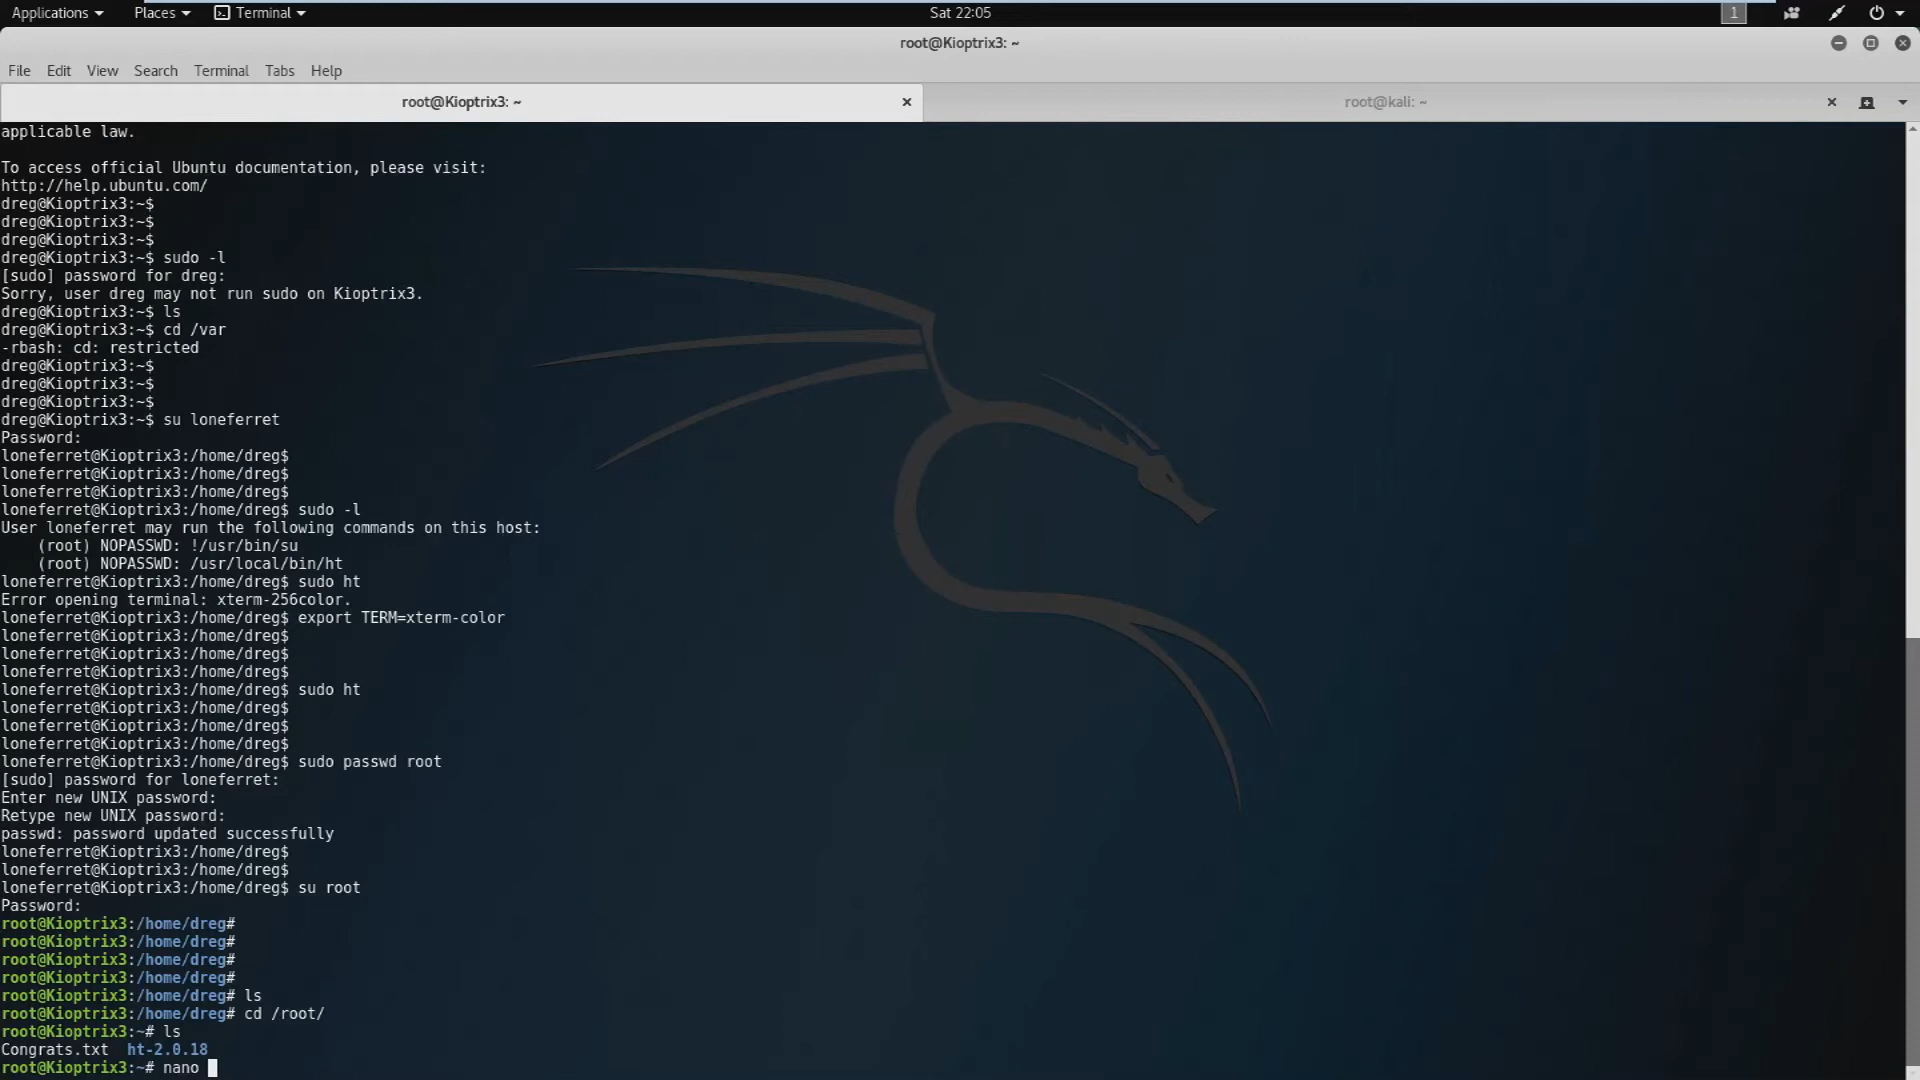 Applications Places Terminal Sat 22:05 1
root@Kioptrix3: ~
File Edit View Search Terminal Tabs Help
root@Kioptrix3: ~ root@kali: ~
applicable law.
To access official Ubuntu documentation, please visit:
http://help.ubuntu.com/
dreg@Kioptrix3:~$
dreg@Kioptrix3:~$
dreg@Kioptrix3:~$
dreg@Kioptrix3:~$ sudo -l
[sudo] password for dreg:
Sorry, user dreg may not run sudo on Kioptrix3.
dreg@Kioptrix3:~$ ls
dreg@Kioptrix3:~$ cd /var
-rbash: cd: restricted
dreg@Kioptrix3:~$
dreg@Kioptrix3:~$
dreg@Kioptrix3:~$
dreg@Kioptrix3:~$ su loneferret
Password:
loneferret@Kioptrix3:/home/dreg$
loneferret@Kioptrix3:/home/dreg$
loneferret@Kioptrix3:/home/dreg$
loneferret@Kioptrix3:/home/dreg$ sudo -l
User loneferret may run the following commands on this host:
    (root) NOPASSWD: !/usr/bin/su
    (root) NOPASSWD: /usr/local/bin/ht
loneferret@Kioptrix3:/home/dreg$ sudo ht
Error opening terminal: xterm-256color.
loneferret@Kioptrix3:/home/dreg$ export TERM=xterm-color
loneferret@Kioptrix3:/home/dreg$
loneferret@Kioptrix3:/home/dreg$
loneferret@Kioptrix3:/home/dreg$
loneferret@Kioptrix3:/home/dreg$ sudo ht
loneferret@Kioptrix3:/home/dreg$
loneferret@Kioptrix3:/home/dreg$
loneferret@Kioptrix3:/home/dreg$
loneferret@Kioptrix3:/home/dreg$ sudo passwd root
[sudo] password for loneferret:
Enter new UNIX password:
Retype new UNIX password:
passwd: password updated successfully
loneferret@Kioptrix3:/home/dreg$
loneferret@Kioptrix3:/home/dreg$
loneferret@Kioptrix3:/home/dreg$ su root
Password:
root@Kioptrix3:/home/dreg#
root@Kioptrix3:/home/dreg#
root@Kioptrix3:/home/dreg#
root@Kioptrix3:/home/dreg#
root@Kioptrix3:/home/dreg# ls
root@Kioptrix3:/home/dreg# cd /root/
root@Kioptrix3:~# ls
Congrats.txt  ht-2.0.18
root@Kioptrix3:~# nano